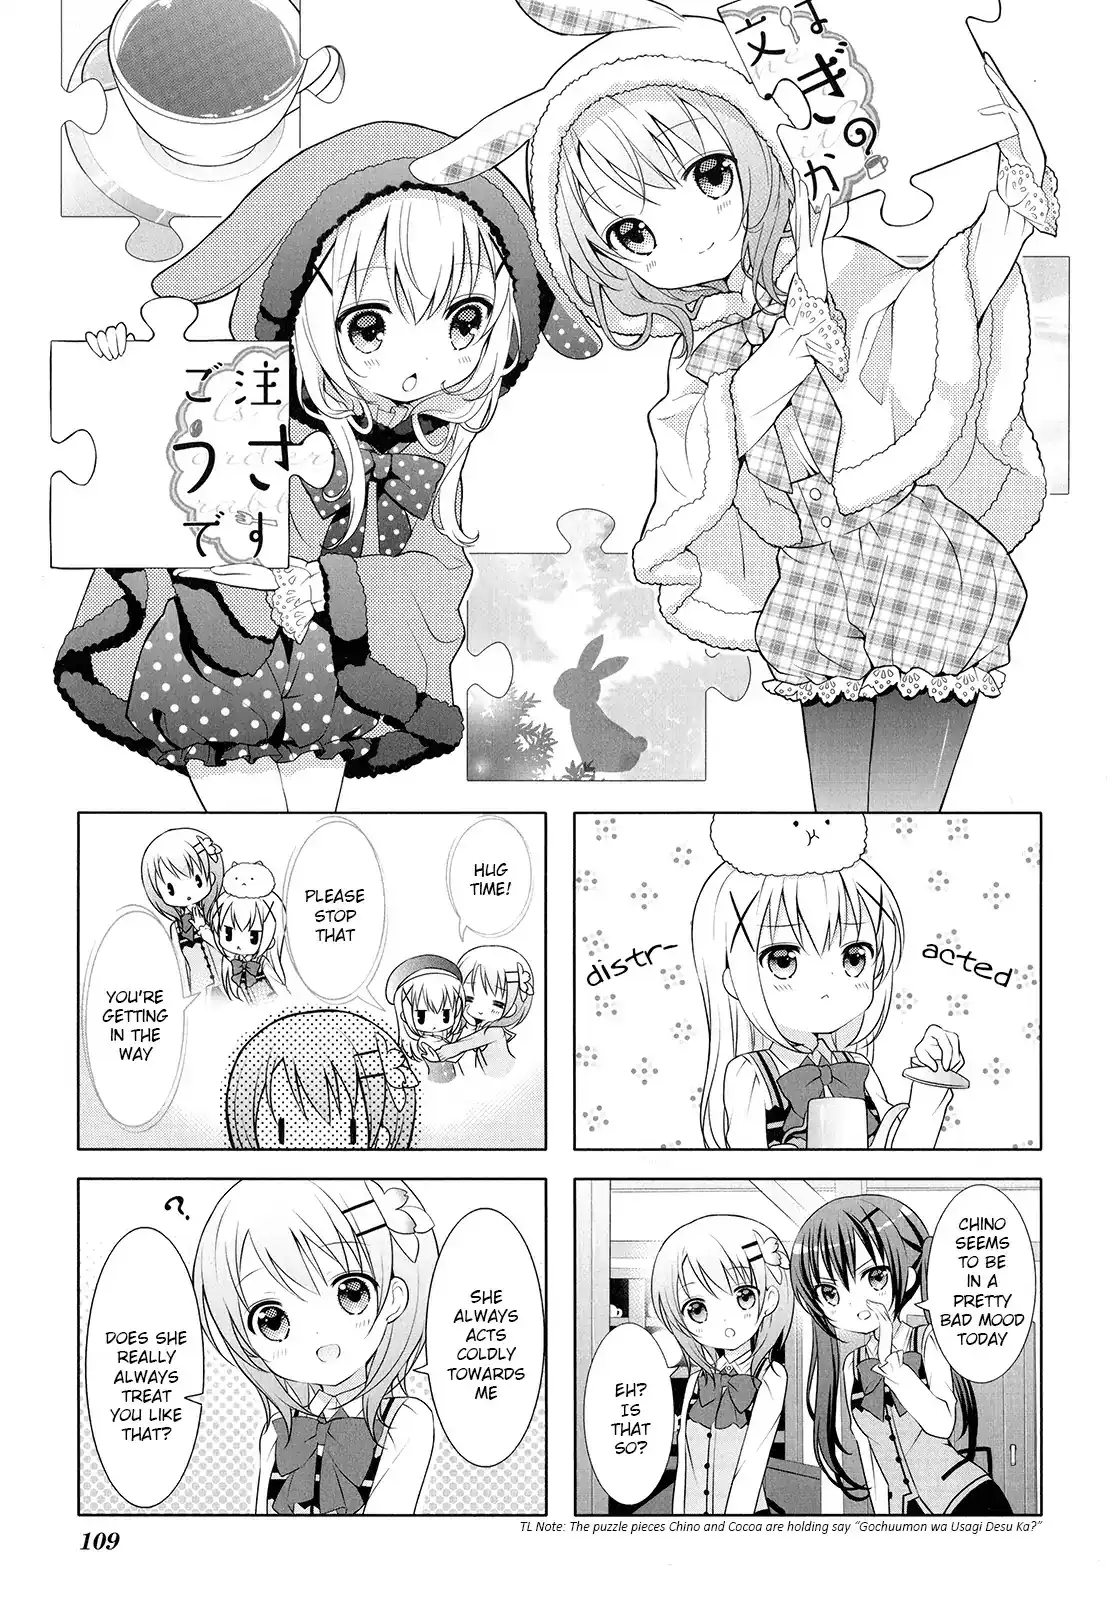 は
文
ぎの
か
ご注
うさ
です
distr-
acted
CHINO
SEEMS
TO BE
IN A
PRETTY
BAD MOOD
TODAY
EH?
IS
THAT
SO?
HUG
TIME!
PLEASE
STOP
THAT
YOU'RE
GETTING
IN THE
WAY
SHE
ALWAYS
ACTS
COLDLY
TOWARDS
ME
?
DOES SHE
REALLY
ALWAYS
TREAT
YOU LIKE
THAT?
TL Note: The puzzle pieces Chino and Cocoa are holding say “Gochuumon wa Usagi Desu Ka?”
109